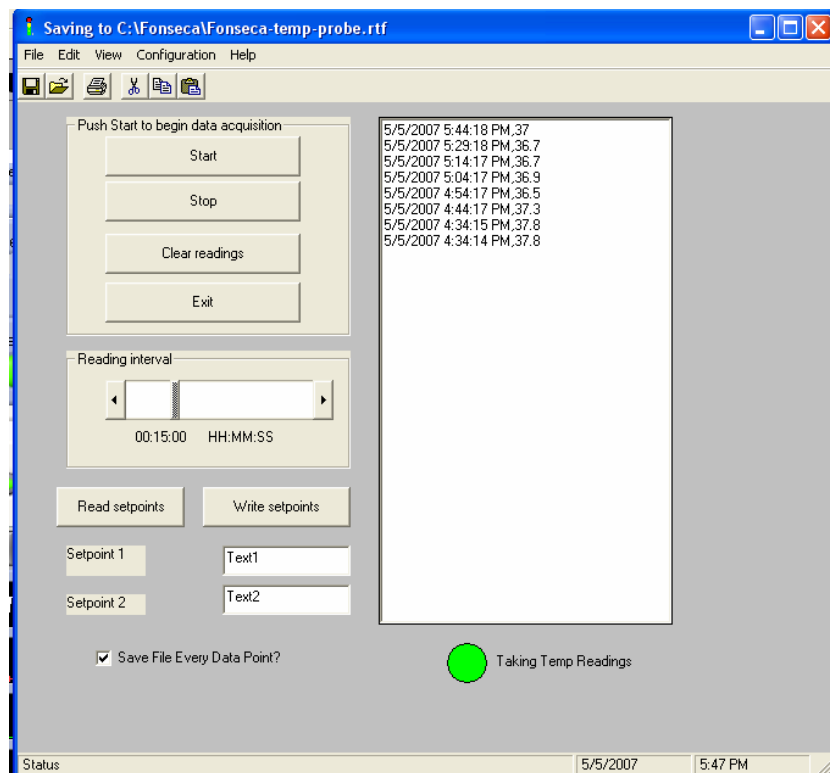 Saving to C:\Fonseca\Fonseca-temp-probe.rtf
File Edit View Configuration Help
Push Start to begin data acquisition
Start
Stop
Clear readings
Exit
5/5/2007 5:44:18 PM,37
5/5/2007 5:29:18 PM,36.7
5/5/2007 5:14:17 PM,36.7
5/5/2007 5:04:17 PM,36.9
5/5/2007 4:54:17 PM,36.5
5/5/2007 4:44:17 PM,37.3
5/5/2007 4:34:15 PM,37.8
5/5/2007 4:34:14 PM,37.8
Reading interval
00:15:00 HH:MM:SS
Read setpoints Write setpoints
Setpoint 1 Text1
Setpoint 2 Text2
Save File Every Data Point?
Taking Temp Readings
Status 5/5/2007 5:47 PM